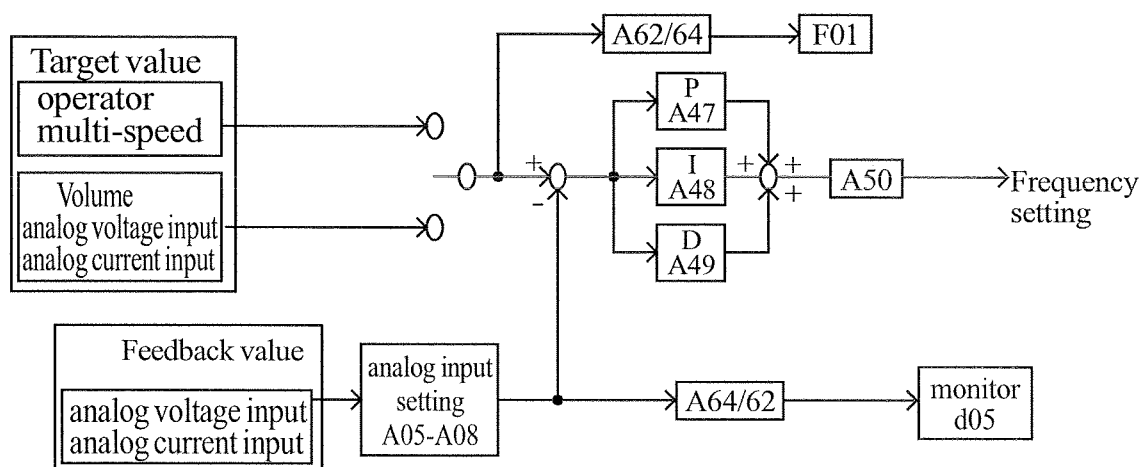 A62/64
F01
Target value
operator
multi-speed
P
A47
+
-
I
A48
+
+
+
A50
Frequency
setting
Volume
analog voltage input
analog current input
D
A49
Feedback value
analog voltage input
analog current input
analog input
setting
A05-A08
A64/62
monitor
d05